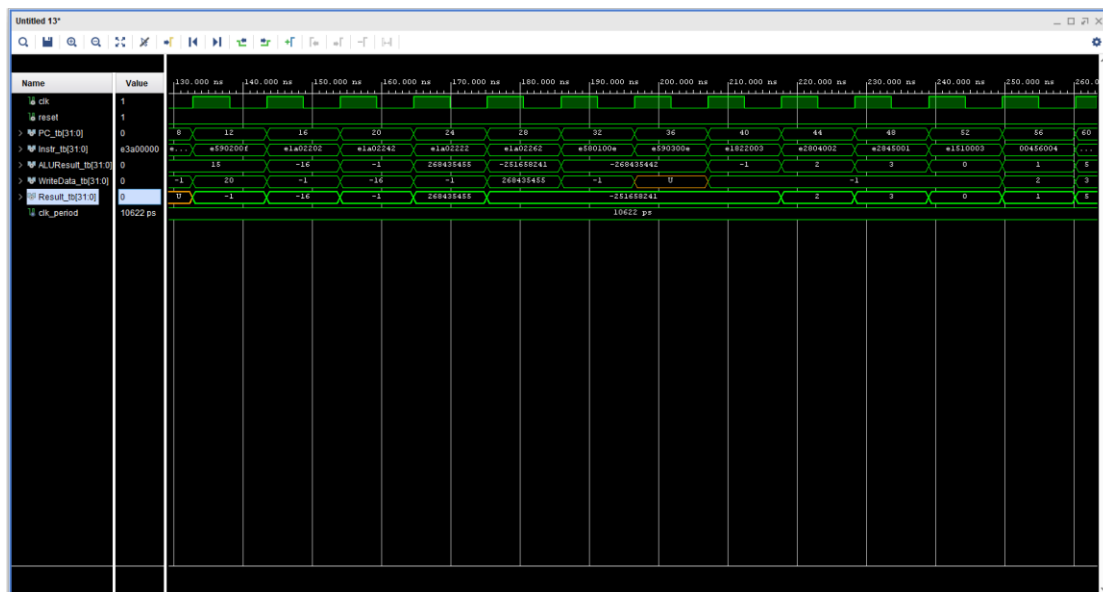 Untitled 13*
Name Value 130.000 ns 140.000 ns 150.000 ns 160.000 ns 170.000 ns 180.000 ns 190.000 ns 200.000 ns 210.000 ns 220.000 ns 230.000 ns 240.000 ns 250.000 ns 260.0
clk 1
reset 1
PC_tb[31:0] 0 8 12 16 20 24 28 32 36 40 44 48 52 56 60
Instr_tb[31:0] e3a00000 e... e590200f e1a02202 e1a02242 e1a02222 e1a02262 e580100e e590300e e1822003 e2804002 e2845001 e1510003 00456004 ...
ALUResult_tb[31:0] 0 15 -16 -1 268435455 -251658241 -268435442 -1 2 3 0 1 5
WriteData_tb[31:0] 0 -1 20 -1 -16 -1 268435455 -1 U -1 2 3
Result_tb[31:0] 0 U -1 -16 -1 268435455 -251658241 2 3 0 1 5
clk_period 10622 ps 10622 ps